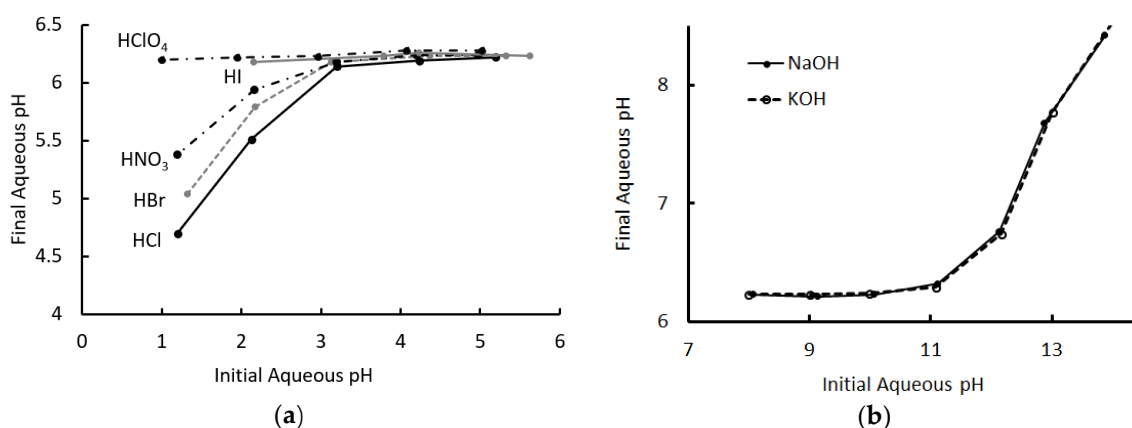 6.5
6
5.5
5
4.5
4
Final Aqueous pH
HClO4
HI
HNO3
HBr
HCl
0 1 2 3 4 5 6
Initial Aqueous pH
(a)
8
7
6
Final Aqueous pH
NaOH
KOH
7 9 11 13
Initial Aqueous pH
(b)